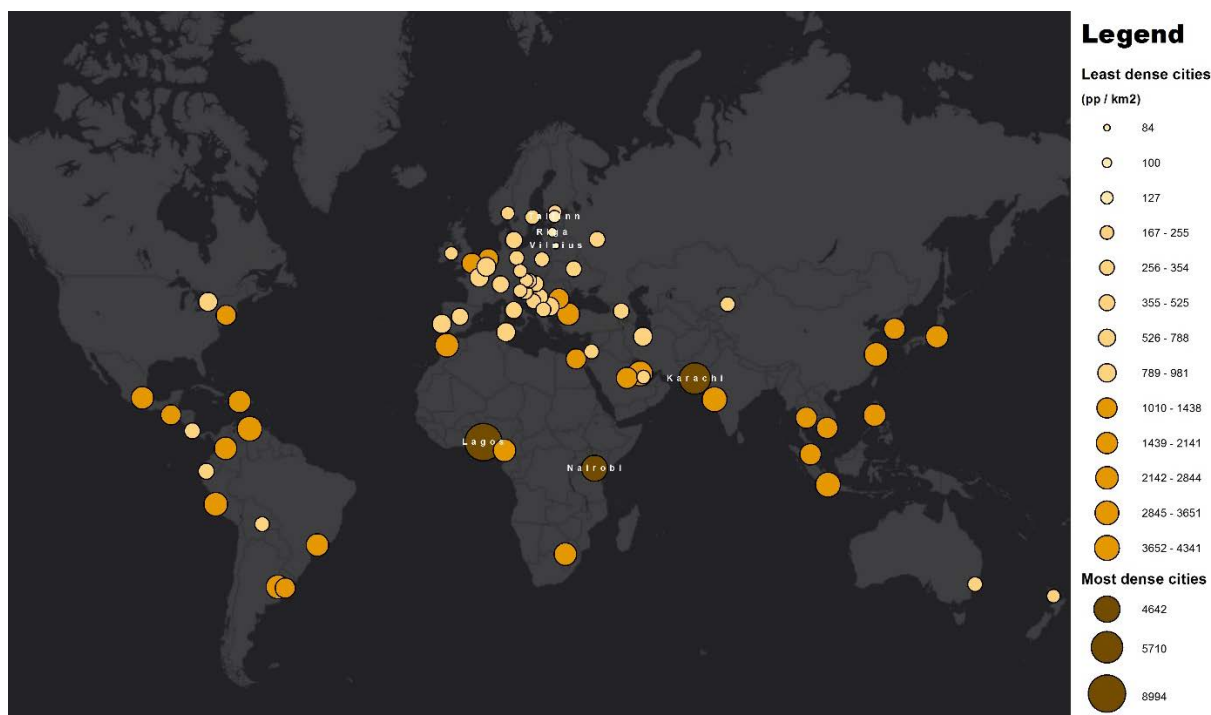 Legend
Least dense cities
(pp / km2)
84
100
127
167 - 255
256 - 354
355 - 525
526 - 788
789 - 981
1010 - 1438
1439 - 2141
2142 - 2844
2845 - 3651
3652 - 4341
Most dense cities
4642
5710
8994
Riga
Vilnius
Karachi
Lagos
Nairobi